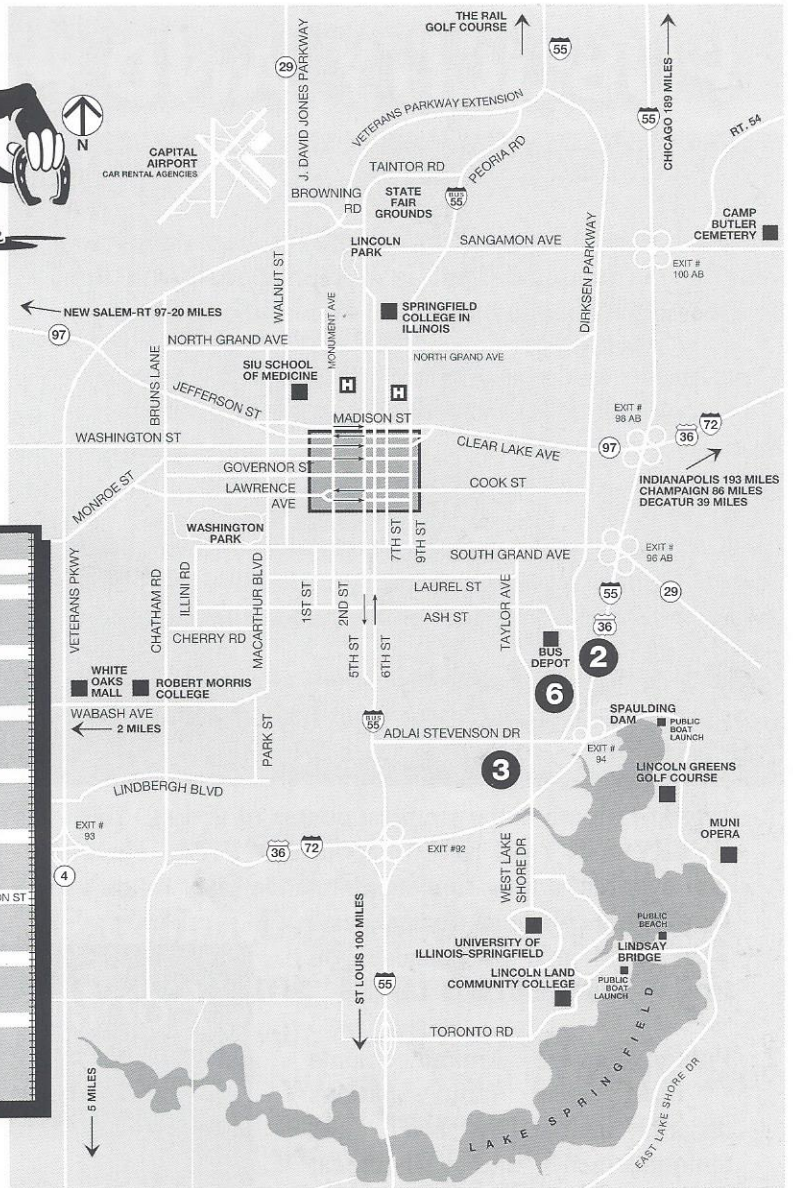 THE RAIL
GOLF COURSE
55
29
J. DAVID JONES PARKWAY
CHICAGO 189 MILES
55
VETERANS PARKWAY EXTENSION
RT. 54
N
CAPITAL
AIRPORT
CAR RENTAL AGENCIES
TAINTOR RD
PEORIA RD
BROWNING
RD
STATE
FAIR
GROUNDS
BUS
55
CAMP
BUTLER
CEMETERY
LINCOLN
PARK
SANGAMON AVE
EXIT #
100 AB
DIRKSEN PARKWAY
WALNUT ST
NEW SALEM-RT 97-20 MILES
MONUMENT AVE
SPRINGFIELD
COLLEGE IN
ILLINOIS
97
NORTH GRAND AVE
NORTH GRAND AVE
BRUNS LANE
SIU SCHOOL
OF MEDICINE
H
H
JEFFERSON ST
MADISON ST
EXIT #
98 AB
36
72
WASHINGTON ST
CLEAR LAKE AVE
97
GOVERNOR ST
INDIANAPOLIS 193 MILES
CHAMPAIGN 86 MILES
DECATUR 39 MILES
MONROE ST
LAWRENCE
AVE
COOK ST
WASHINGTON
PARK
7TH ST
9TH ST
SOUTH GRAND AVE
EXIT #
96 AB
VETERANS PKWY
CHATHAM RD
ILLINI RD
MACARTHUR BLVD
1ST ST
2ND ST
LAUREL ST
TAYLOR AVE
55
29
ASH ST
36
CHERRY RD
5TH ST
6TH ST
BUS
DEPOT
2
WHITE
OAKS
MALL
ROBERT MORRIS
COLLEGE
6
WABASH AVE
2 MILES
PARK ST
BUS
55
ADLAI STEVENSON DR
SPAULDING
DAM
PUBLIC
BOAT
LAUNCH
EXIT #
94
3
LINCOLN GREENS
GOLF COURSE
LINDBERGH BLVD
EXIT #
93
MUNI
OPERA
36
72
EXIT #92
WEST LAKE
SHORE DR
4
ON ST
ST LOUIS 100 MILES
PUBLIC
BEACH
UNIVERSITY OF
ILLINOIS–SPRINGFIELD
LINDSAY
BRIDGE
LINCOLN LAND
COMMUNITY COLLEGE
PUBLIC
BOAT
LAUNCH
55
TORONTO RD
5 MILES
LAKE SPRINGFIELD
EAST LAKE SHORE DR